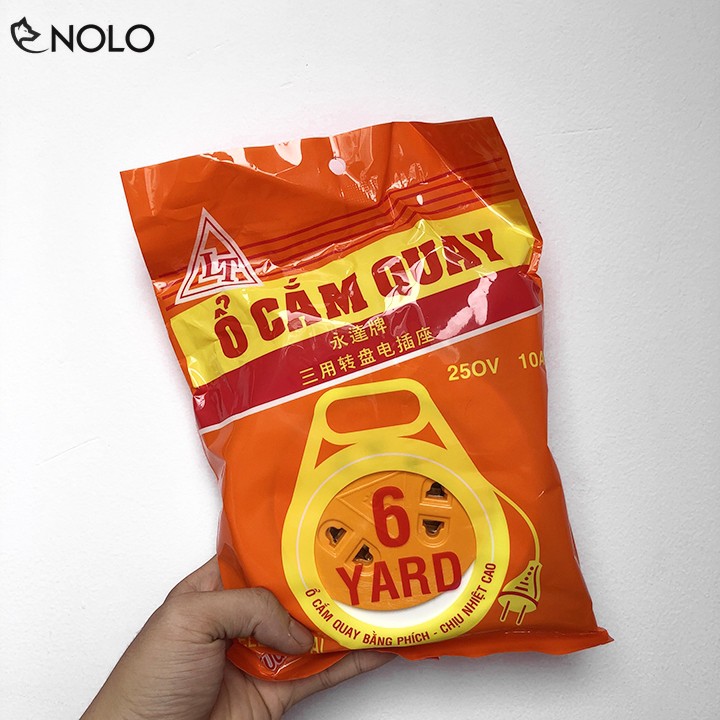 NOLO
LT
Ổ CẮM QUAY
永達牌
三用转盘电插座
250V 10A
6
YARD
Ổ CẮM QUAY BẰNG PHÍCH - CHỊU NHIỆT CAO